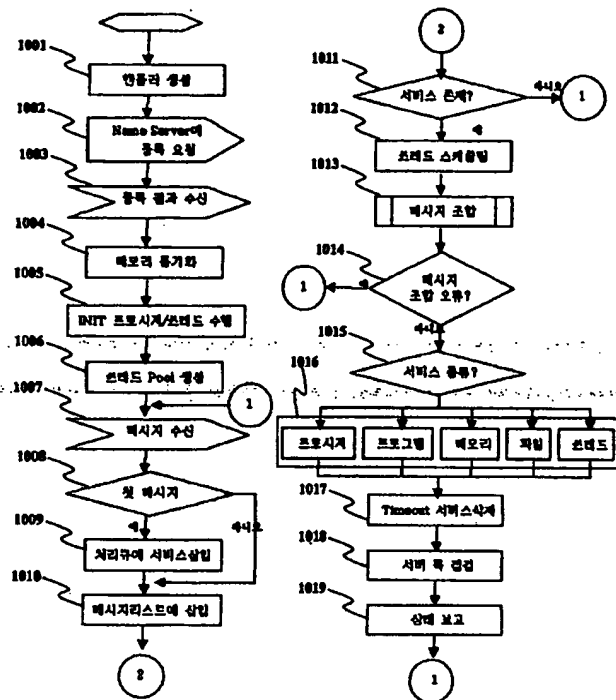 1001
1002
Name Server에
등록 요청
1003
등록 결과 수신
1004
메모리 동기화
1005
INIT 프로시저/쓰레드 수행
1006
쓰레드 Pool 생성
1
1007
메시지 수신
1008
첫 메시지
예
아니오
1009
처리큐에 서비스삽입
1010
메시지리스트에 삽입
2
2
1011
서비스 존재?
아니오
1
1012
예
쓰레드 스케쥴링
1013
메시지 조합
1014
메시지
조합 오류?
예
1
아니오
1015
서비스 종류?
1016
프로시저
프로그램
메모리
파일
쓰레드
1017
Timeout 서비스삭제
1018
서버 록 점검
1019
상태 보고
1